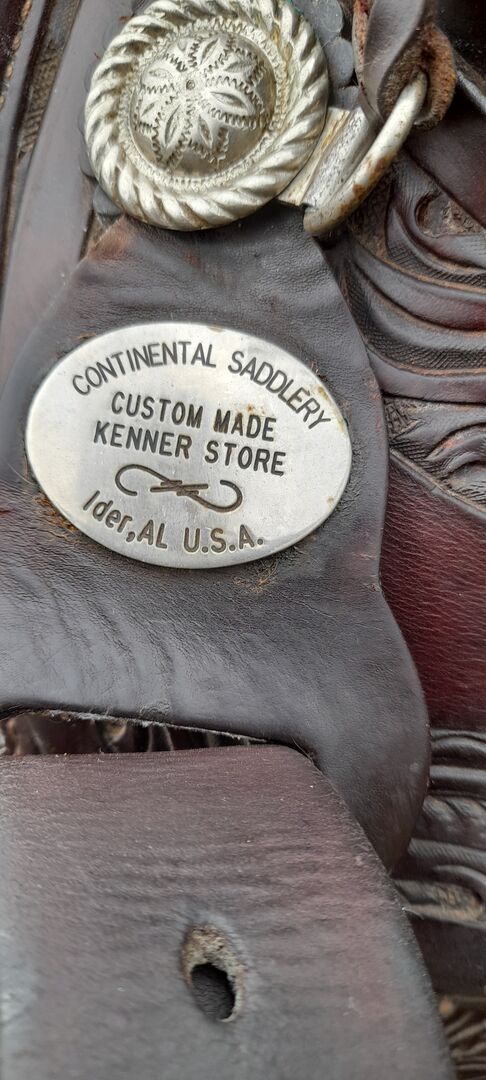 CONTINENTAL SADDLERY
CUSTOM MADE
KENNER STORE
Ider, AL U.S.A.